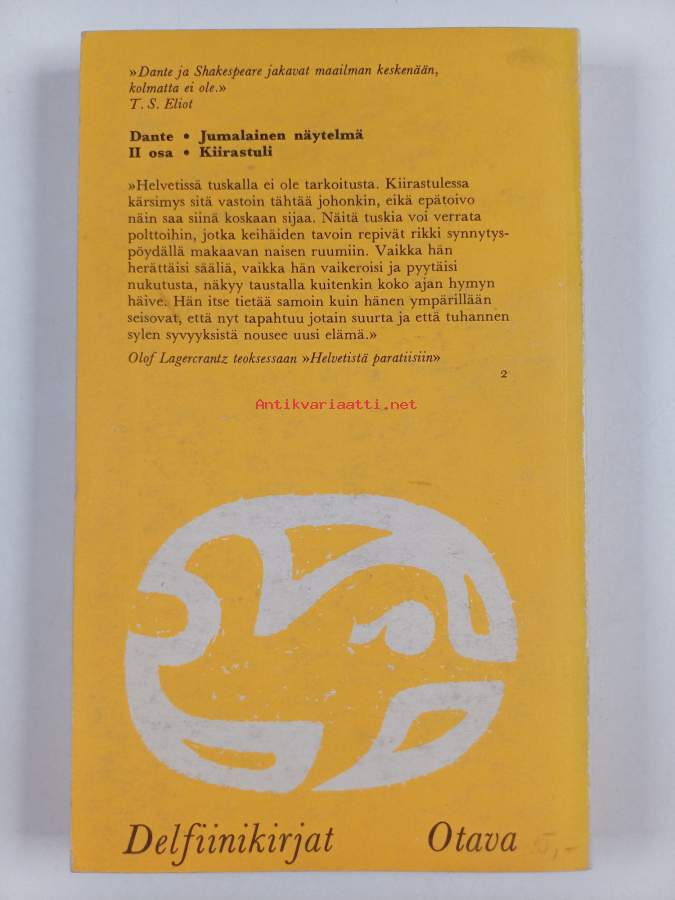 »Dante ja Shakespeare jakavat maailman keskenään,
kolmatta ei ole.»
T. S. Eliot
Dante • Jumalainen näytelmä
II osa • Kiirastuli
»Helvetissä tuskalla ei ole tarkoitusta. Kiirastulessa
kärsimys sitä vastoin tähtää johonkin, eikä epätoivo
näin saa siinä koskaan sijaa. Näitä tuskia voi verrata
polttoihin, jotka keihäiden tavoin repivät rikki synnytys-
pöydällä makaavan naisen ruumiin. Vaikka hän
herättäisi sääliä, vaikka hän vaikeroisi ja pyytäisi
nukutusta, näkyy taustalla kuitenkin koko ajan hymyn
häive. Hän itse tietää samoin kuin hänen ympärillään
seisovat, että nyt tapahtuu jotain suurta ja että tuhannen
sylen syvyyksistä nousee uusi elämä.»
Olof Lagercrantz teoksessaan »Helvetistä paratiisiin»
2
Antikvariaatti.net
Delfiinikirjat Otava 5,-